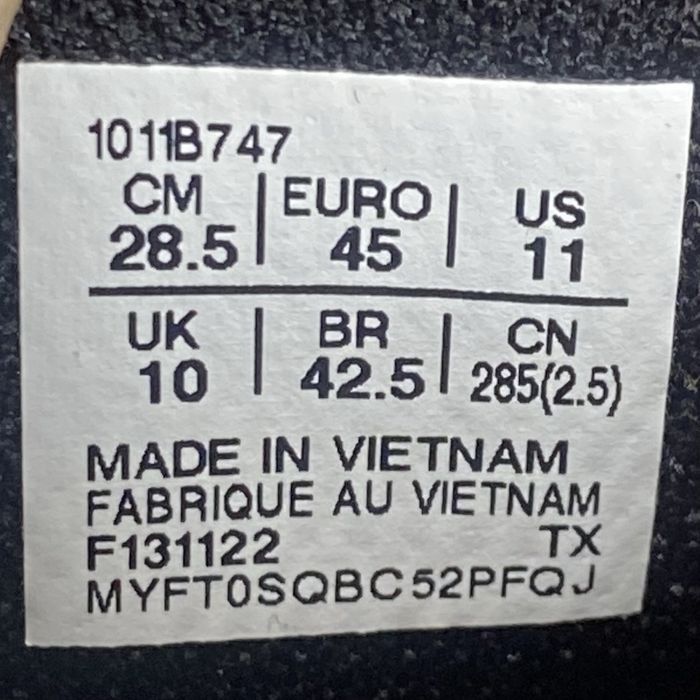 1011B747
CM | EURO | US
28.5 | 45 | 11
UK | BR | CN
10 | 42.5 | 285(2.5)
MADE IN VIETNAM
FABRIQUE AU VIETNAM
F131122 TX
MYFT0SQBC52PFQJ